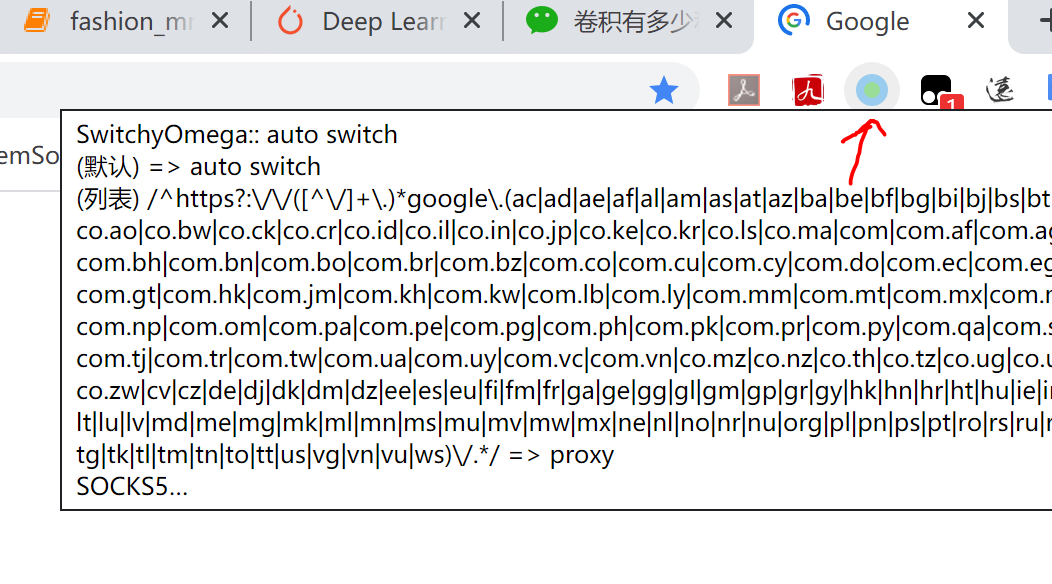 fashion_mn
Deep Learn
卷积有多少
Google
1
emSo
SwitchyOmega:: auto switch
(默认) => auto switch
(列表) /^https?:\/\/([^\/]+\.)*google\.(ac|ad|ae|af|al|am|as|at|az|ba|be|bf|bg|bi|bj|bs|bt
co.ao|co.bw|co.ck|co.cr|co.id|co.il|co.in|co.jp|co.ke|co.kr|co.ls|co.ma|com|com.af|com.ag
com.bh|com.bn|com.bo|com.br|com.bz|com.co|com.cu|com.cy|com.do|com.ec|com.eg
com.gt|com.hk|com.jm|com.kh|com.kw|com.lb|com.ly|com.mm|com.mt|com.mx|com.
com.np|com.om|com.pa|com.pe|com.pg|com.ph|com.pk|com.pr|com.py|com.qa|com.s
com.tj|com.tr|com.tw|com.ua|com.uy|com.vc|com.vn|co.mz|co.nz|co.th|co.tz|co.ug|co.u
co.zw|cv|cz|de|dj|dk|dm|dz|ee|es|eu|fi|fm|fr|ga|ge|gg|gl|gm|gp|gr|gy|hk|hn|hr|ht|hu|ie|i
lt|lu|lv|md|me|mg|mk|ml|mn|ms|mu|mv|mw|mx|ne|nl|no|nr|nu|org|pl|pn|ps|pt|ro|rs|ru|r
tg|tk|tl|tm|tn|to|tt|us|vg|vn|vu|ws)\/.*/ => proxy
SOCKS5...